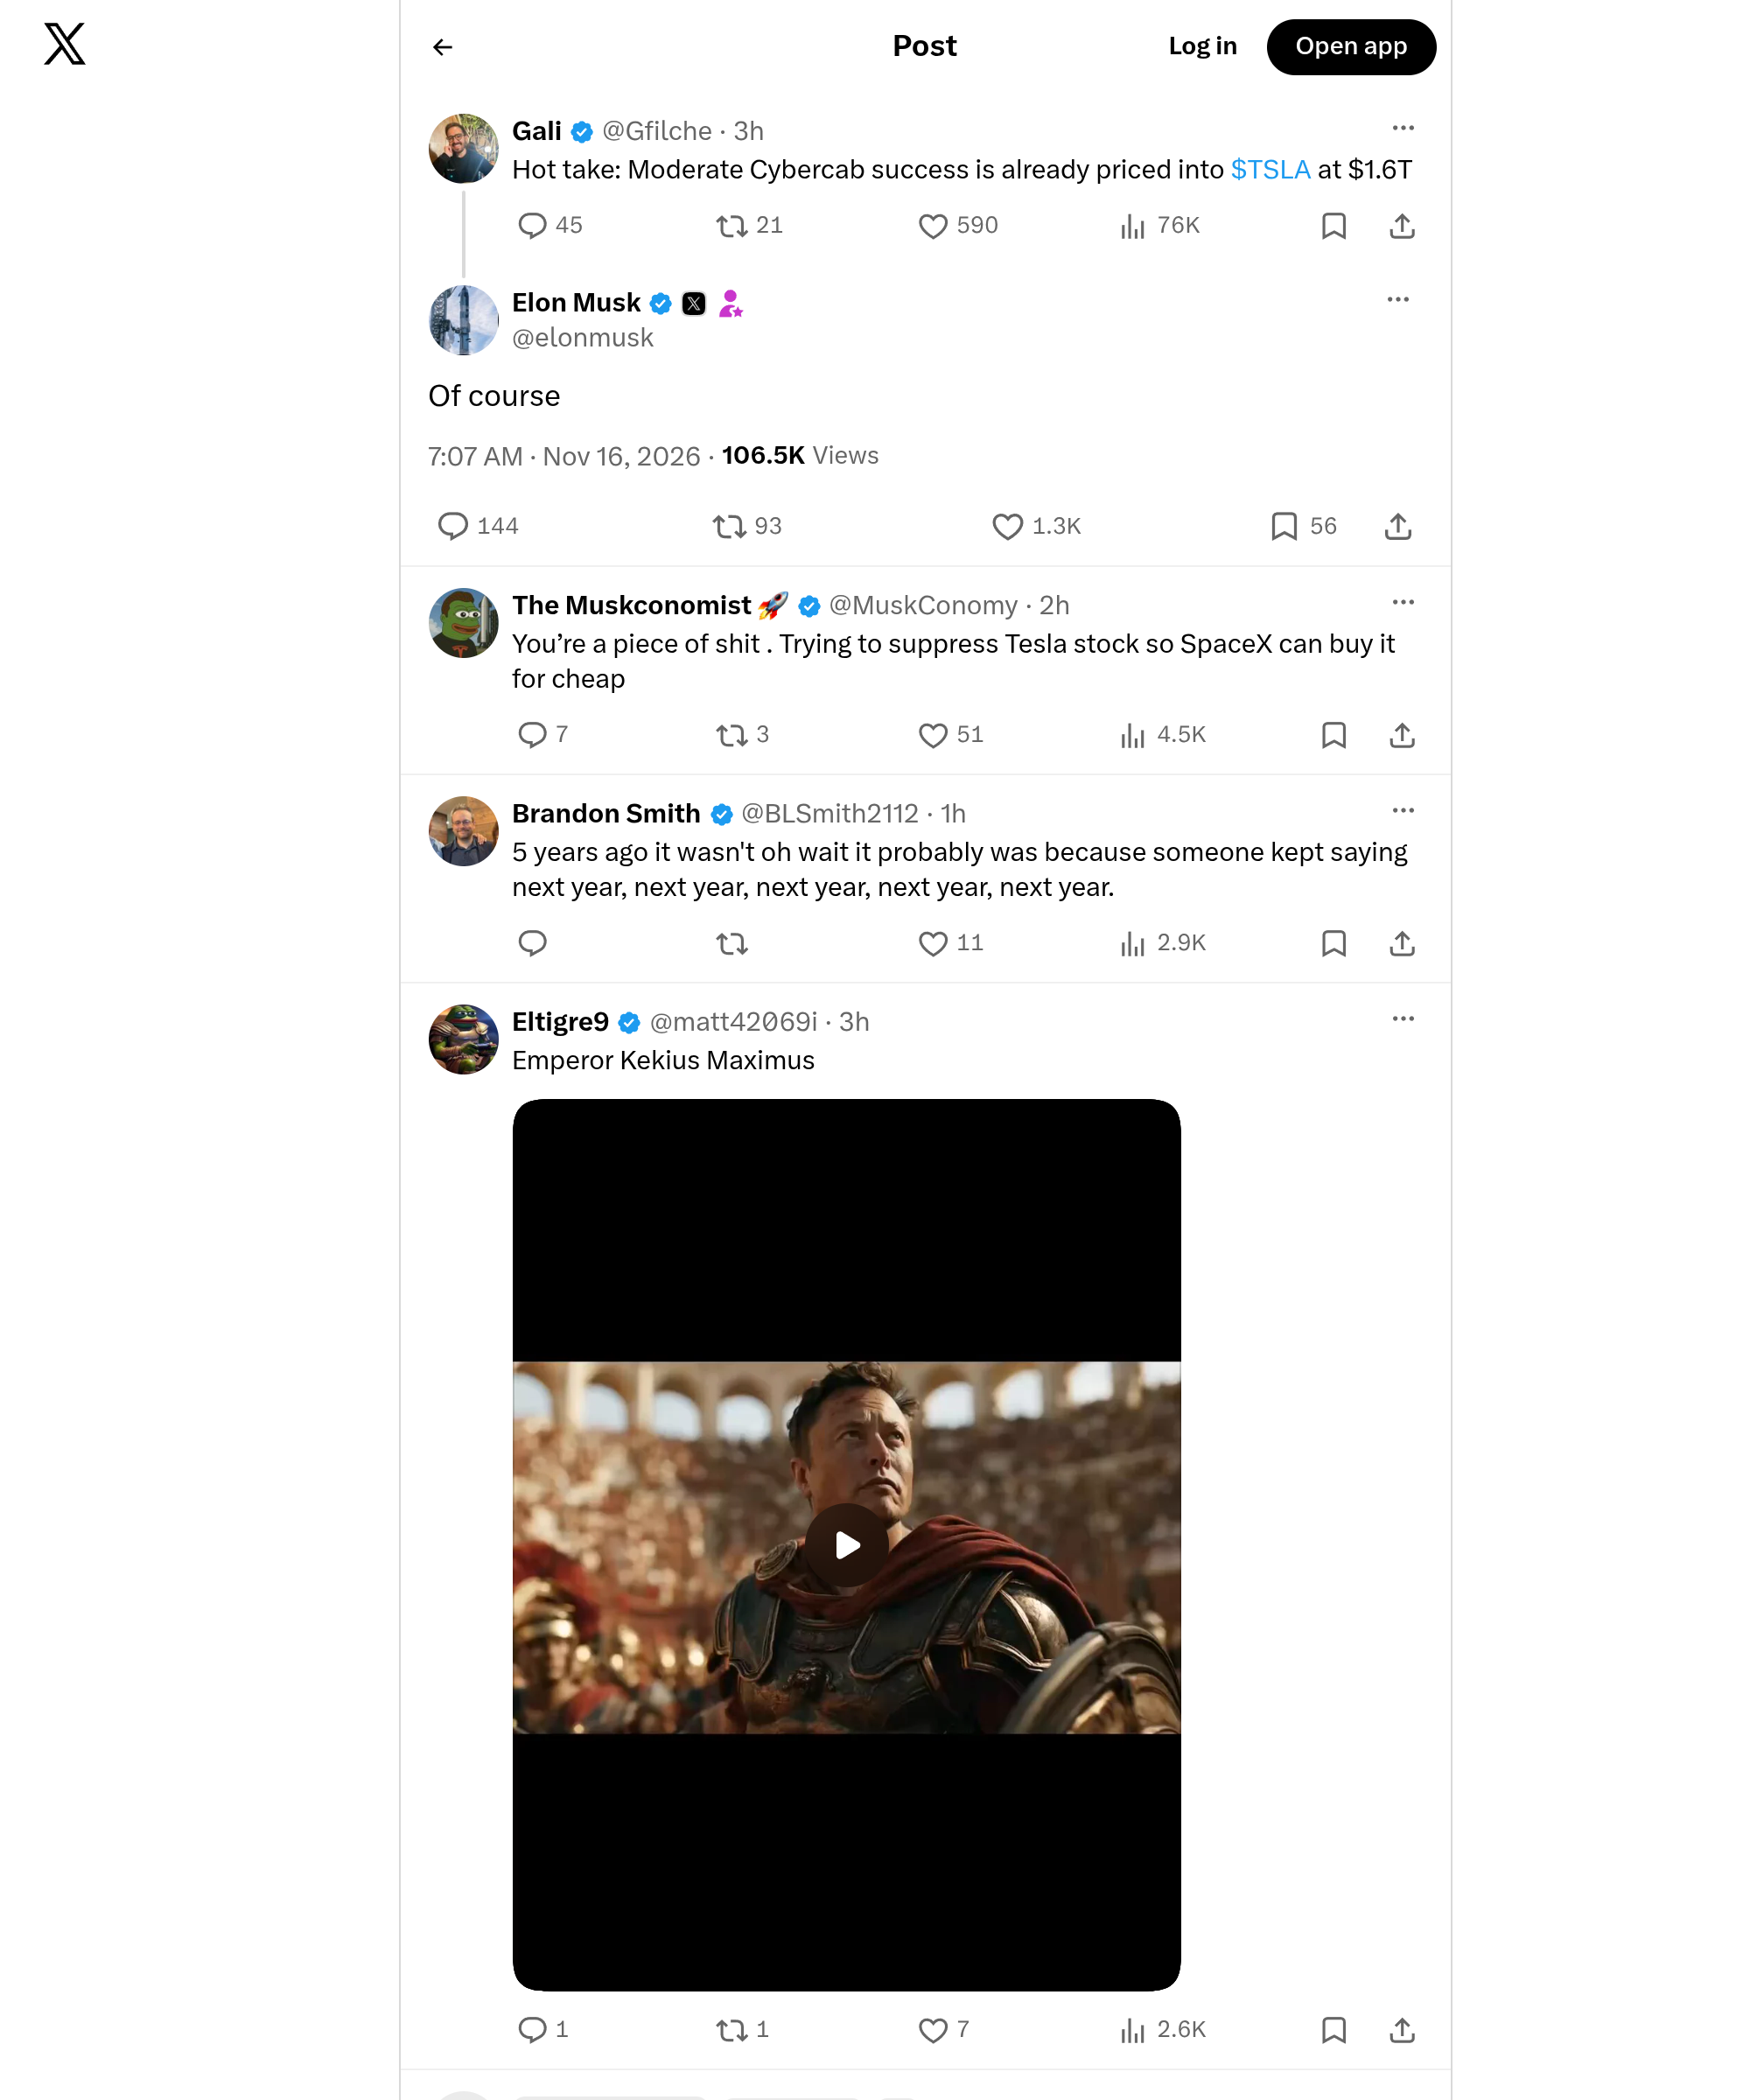 Post
Log in
Open app
Gali @Gfilche · 3h
Hot take: Moderate Cybercab success is already priced into $TSLA at $1.6T
45 21 590 76K
Elon Musk
@elonmusk
Of course
7:07 AM · Nov 16, 2026 · 106.5K Views
144 93 1.3K 56
The Muskconomist 🚀 @MuskConomy · 2h
You’re a piece of shit . Trying to suppress Tesla stock so SpaceX can buy it
for cheap
7 3 51 4.5K
Brandon Smith @BLSmith2112 · 1h
5 years ago it wasn't oh wait it probably was because someone kept saying
next year, next year, next year, next year, next year.
11 2.9K
Eltigre9 @matt42069i · 3h
Emperor Kekius Maximus
1 1 7 2.6K